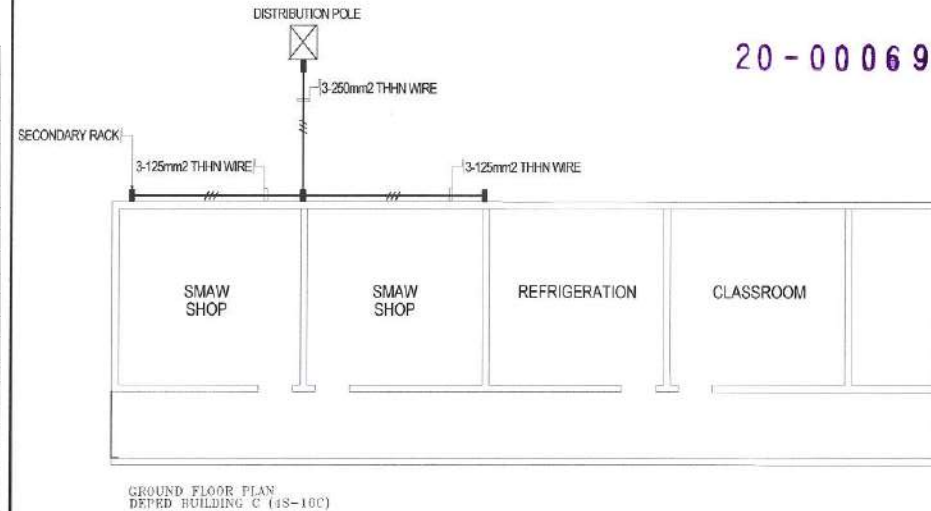 DISTRIBUTION POLE
20-00069
3-250mm2 THHN WIRE
SECONDARY RACK
3-125mm2 THHN WIRE
3-125mm2 THHN WIRE
SMAW
SHOP
SMAW
SHOP
REFRIGERATION
CLASSROOM
GROUND FLOOR PLAN
DEPED BUILDING C (4S-16C)